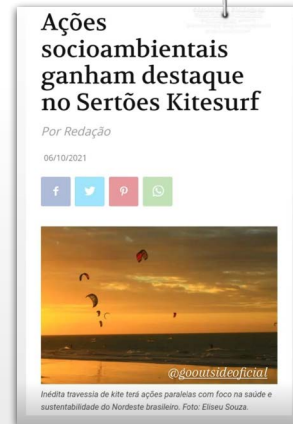 Ações
socioambientais
ganham destaque
no Sertões Kitesurf
Por Redação
06/10/2021
@gooutsideoficial
Inédita travessia de kite terá ações paralelas com foco na saúde e
sustentabilidade do Nordeste brasileiro. Foto: Eliseu Souza.